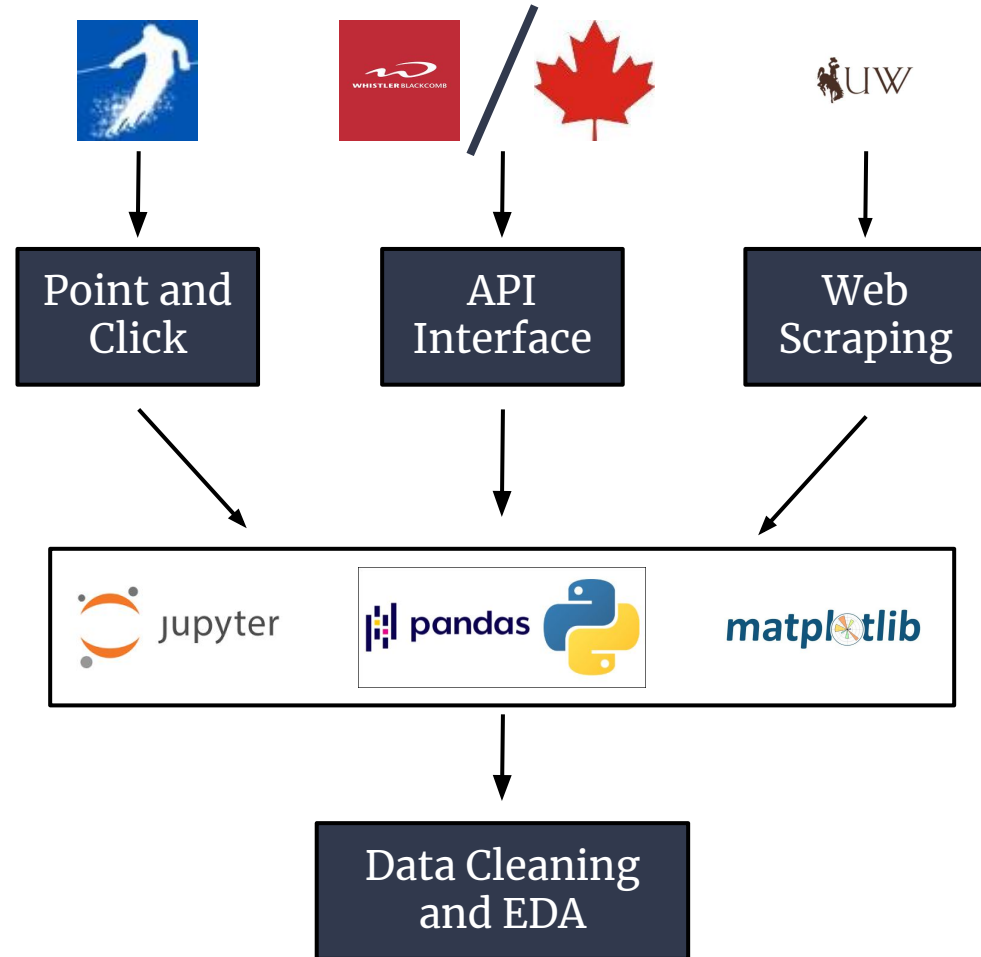 WHISTLER BLACKCOMB
UW
Point and
Click
API
Interface
Web
Scraping
jupyter
pandas
matplotlib
Data Cleaning
and EDA